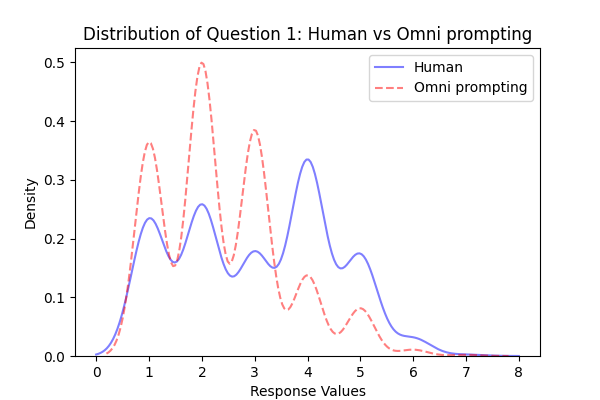 Distribution of Question 1: Human vs Omni prompting
Human
Omni prompting
0.5
0.4
0.3
0.2
0.1
0.0
Density
0 1 2 3 4 5 6 7 8
Response Values